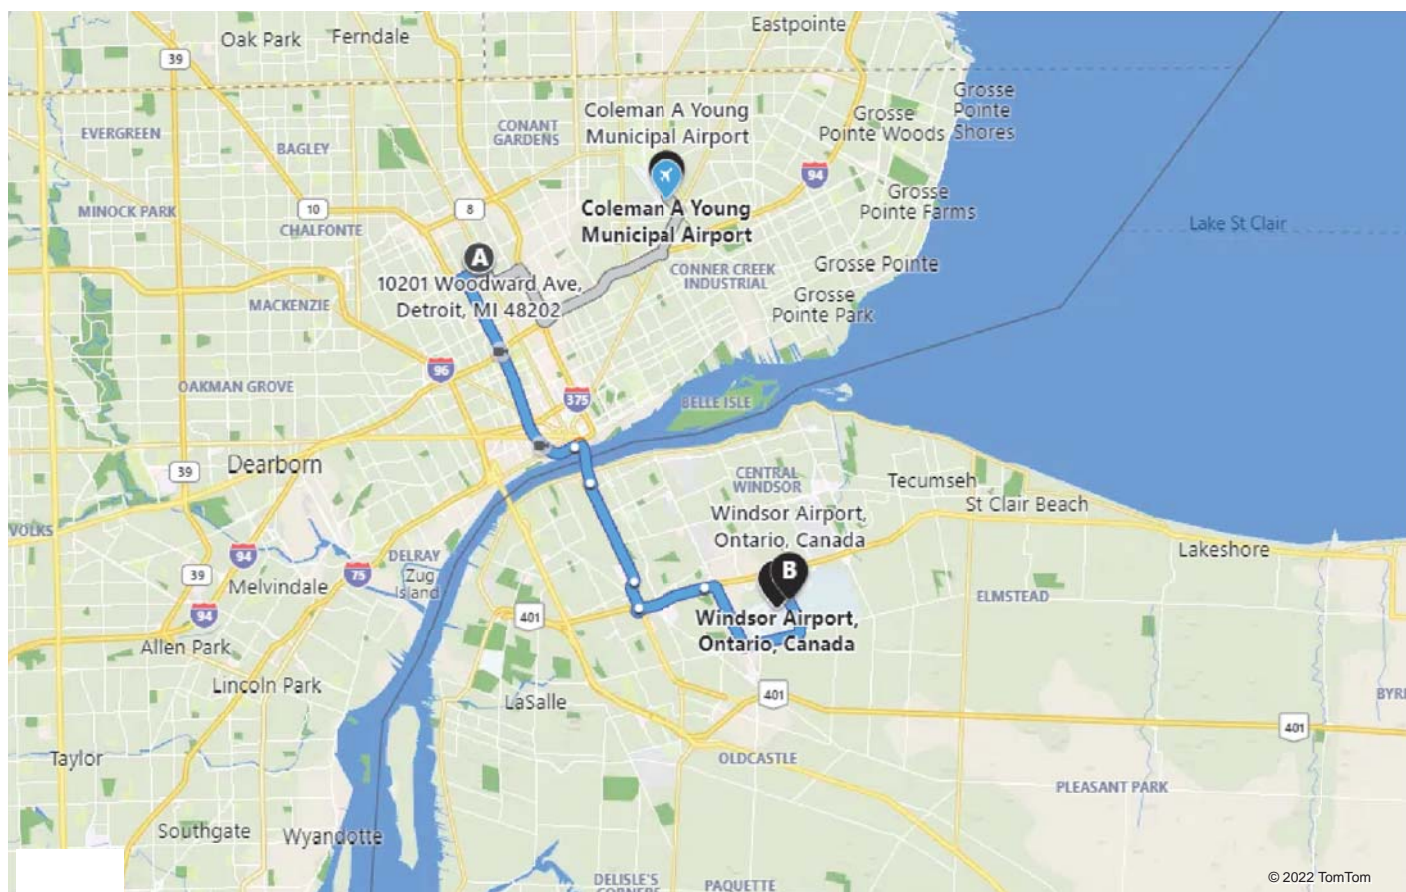 Eastpointe
Oak Park
Ferndale
39
Grosse
Pointe
Shores
Coleman A Young
Municipal Airport
Grosse
Pointe Woods
EVERGREEN
CONANT
GARDENS
BAGLEY
94
Grosse
Pointe Farms
Coleman A Young
Municipal Airport
MINOCK PARK
10
8
CHALFONTE
Lake St Clair
A
10201 Woodward Ave,
Detroit, MI 48202
CONNER CREEK
INDUSTRIAL
Grosse Pointe
Grosse
Pointe Park
MACKENZIE
96
OAKMAN GROVE
375
BELLE ISLE
Dearborn
39
CENTRAL
WINDSOR
Tecumseh
St Clair Beach
Windsor Airport,
Ontario, Canada
VOLKS
94
DELRAY
Lakeshore
39
Melvindale
75
Zug
Island
B
ELMSTEAD
94
401
Windsor Airport,
Ontario, Canada
Allen Park
Lincoln Park
LaSalle
401
401
Taylor
OLDCASTLE
PLEASANT PARK
Southgate
Wyandotte
DELISLE'S
PAQUETTE
© 2022 TomTom